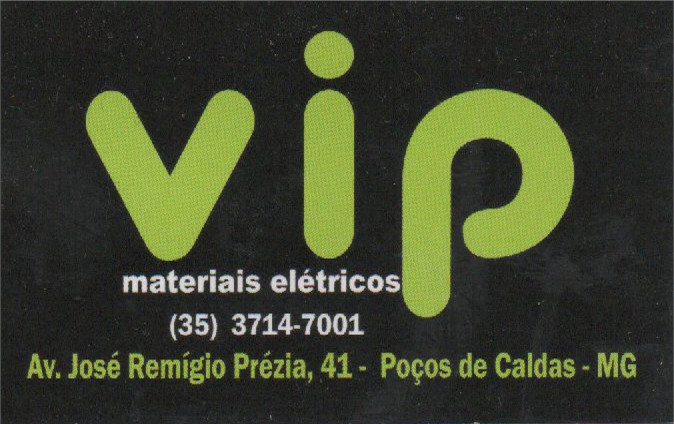 vip
materiais elétricos
(35) 3714-7001
Av. José Remígio Prézia, 41 - Poços de Caldas - MG